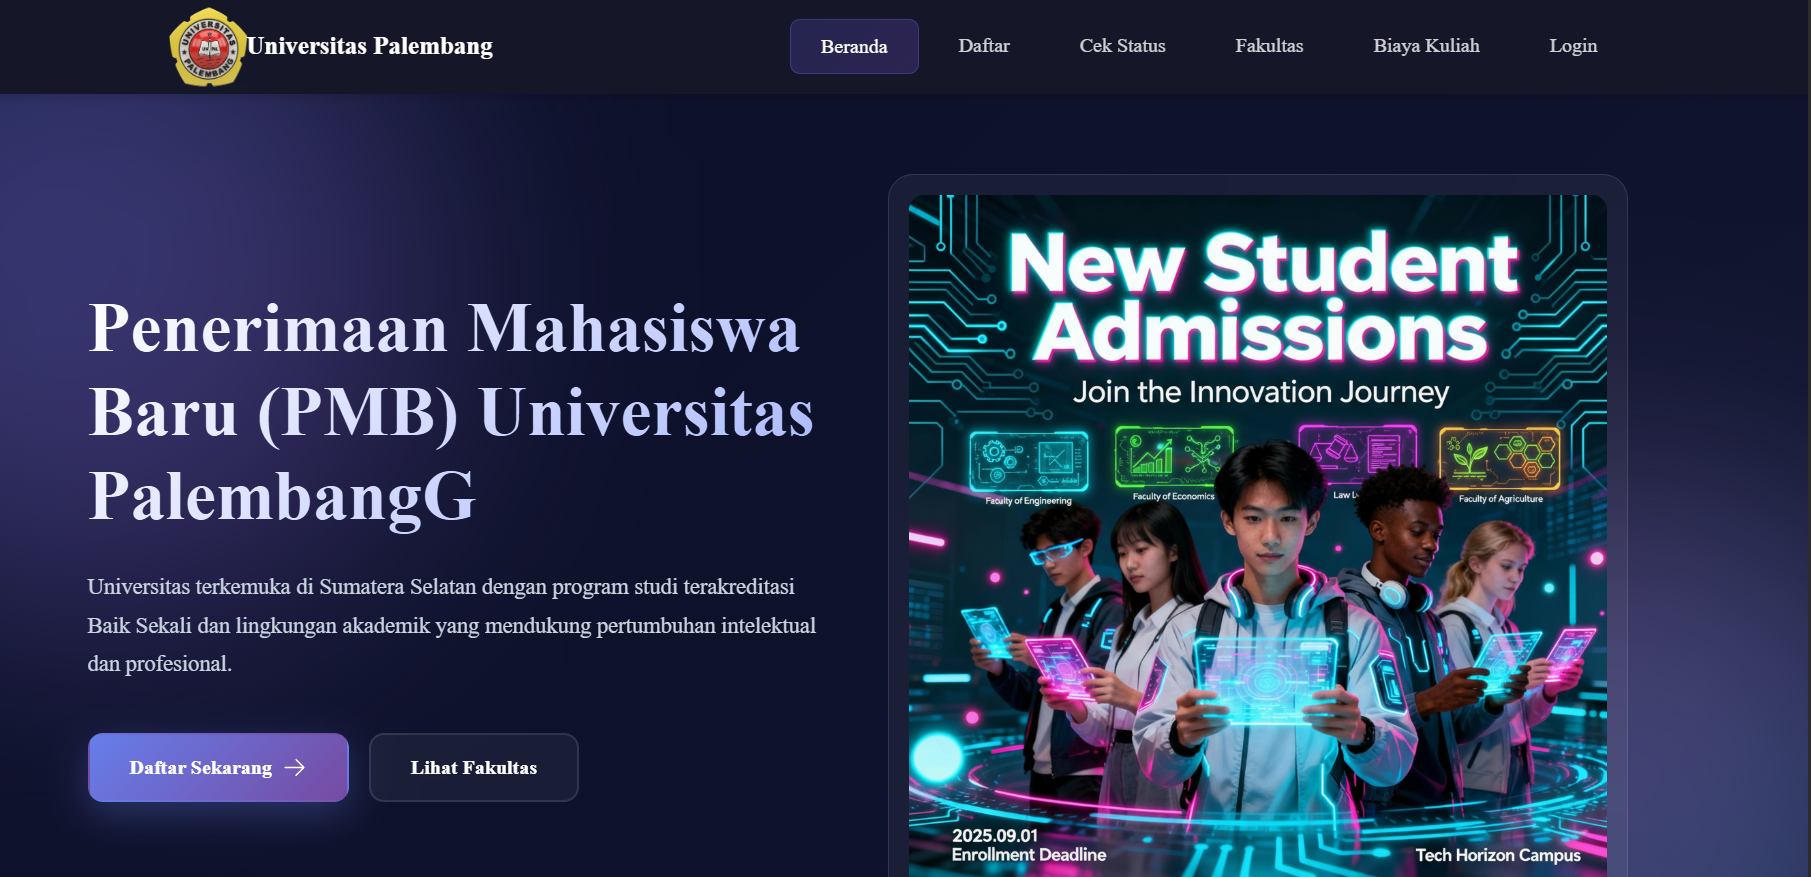 UNIVERSITAS
PALEMBANG
Universitas Palembang
Beranda
Daftar
Cek Status
Fakultas
Biaya Kuliah
Login
Penerimaan Mahasiswa
Baru (PMB) Universitas
PalembangG
Universitas terkemuka di Sumatera Selatan dengan program studi terakreditasi
Baik Sekali dan lingkungan akademik yang mendukung pertumbuhan intelektual
dan profesional.
Daftar Sekarang
Lihat Fakultas
New Student
Admissions
Join the Innovation Journey
Faculty of Engineering
Faculty of Economics
Law
Faculty of Agriculture
2025.09.01
Enrollment Deadline
Tech Horizon Campus